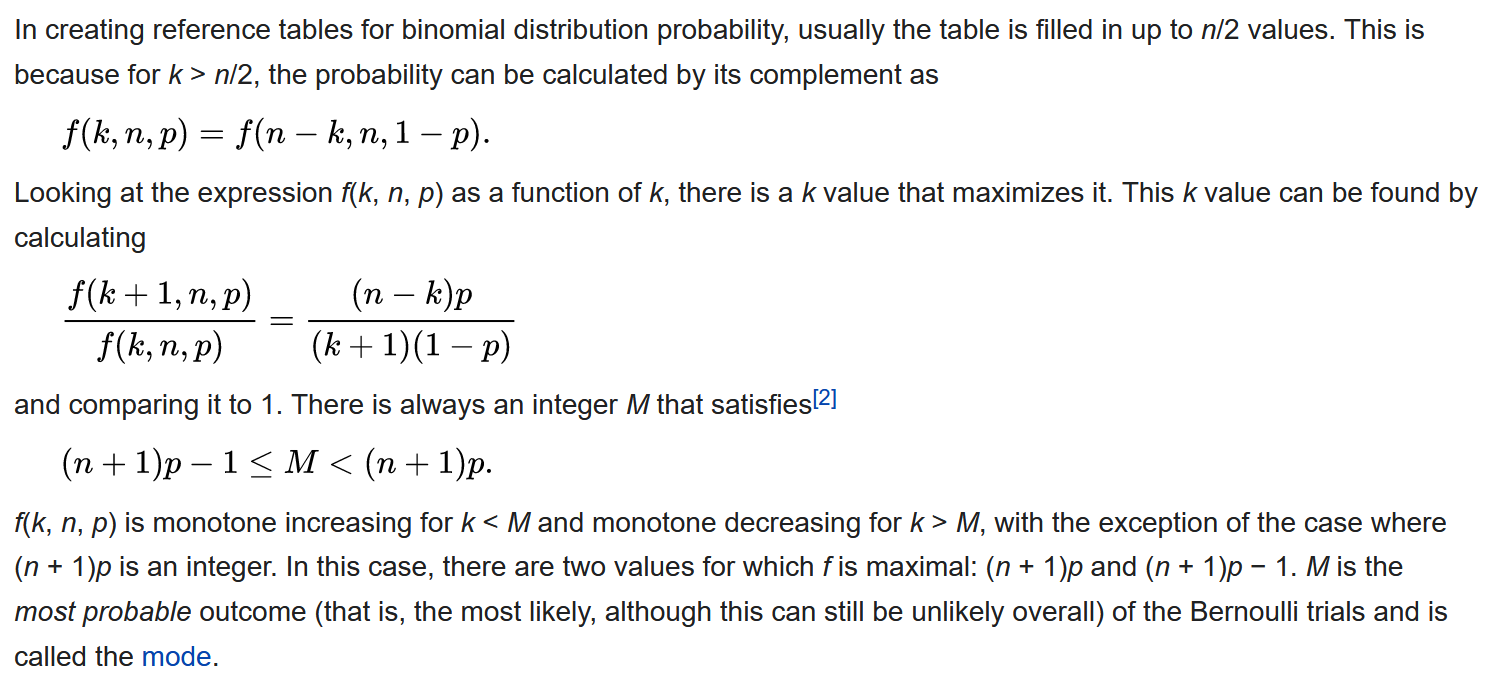 In creating reference tables for binomial distribution probability, usually the table is filled in up to n/2 values. This is
because for k > n/2, the probability can be calculated by its complement as
f(k, n, p) = f(n − k, n, 1 − p).
Looking at the expression f(k, n, p) as a function of k, there is a k value that maximizes it. This k value can be found by
calculating
f(k + 1, n, p) / f(k, n, p) = (n − k)p / (k + 1)(1 − p)
and comparing it to 1. There is always an integer M that satisfies[2]
(n + 1)p − 1 ≤ M < (n + 1)p.
f(k, n, p) is monotone increasing for k < M and monotone decreasing for k > M, with the exception of the case where
(n + 1)p is an integer. In this case, there are two values for which f is maximal: (n + 1)p and (n + 1)p − 1. M is the
most probable outcome (that is, the most likely, although this can still be unlikely overall) of the Bernoulli trials and is
called the mode.